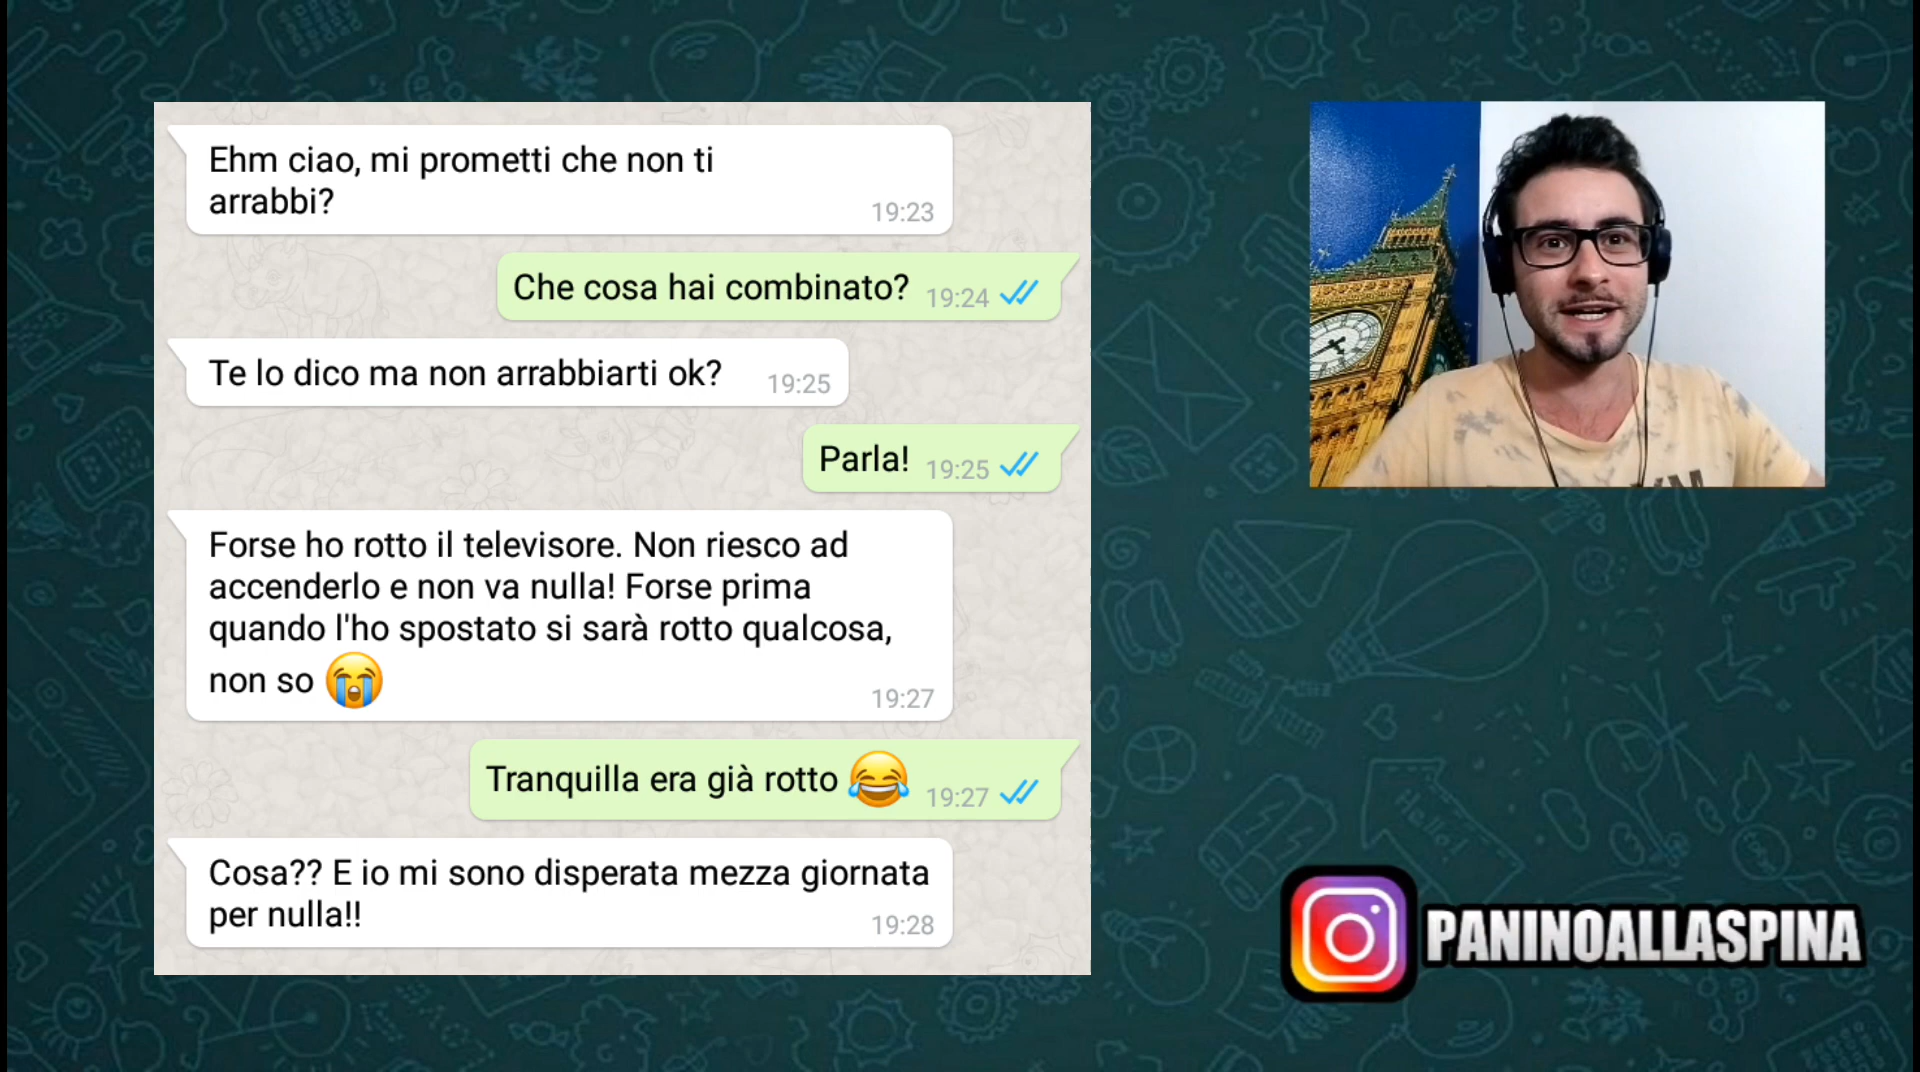 Ehm ciao, mi prometti che non ti
arrabbi?
19:23
Che cosa hai combinato? 19:24
Te lo dico ma non arrabbiarti ok? 19:25
Parla! 19:25
Forse ho rotto il televisore. Non riesco ad
accenderlo e non va nulla! Forse prima
quando l'ho spostato si sarà rotto qualcosa,
non so 😭
19:27
Tranquilla era già rotto 😂 19:27
Cosa?? E io mi sono disperata mezza giornata
per nulla!!
19:28
PANINOALLASPINA